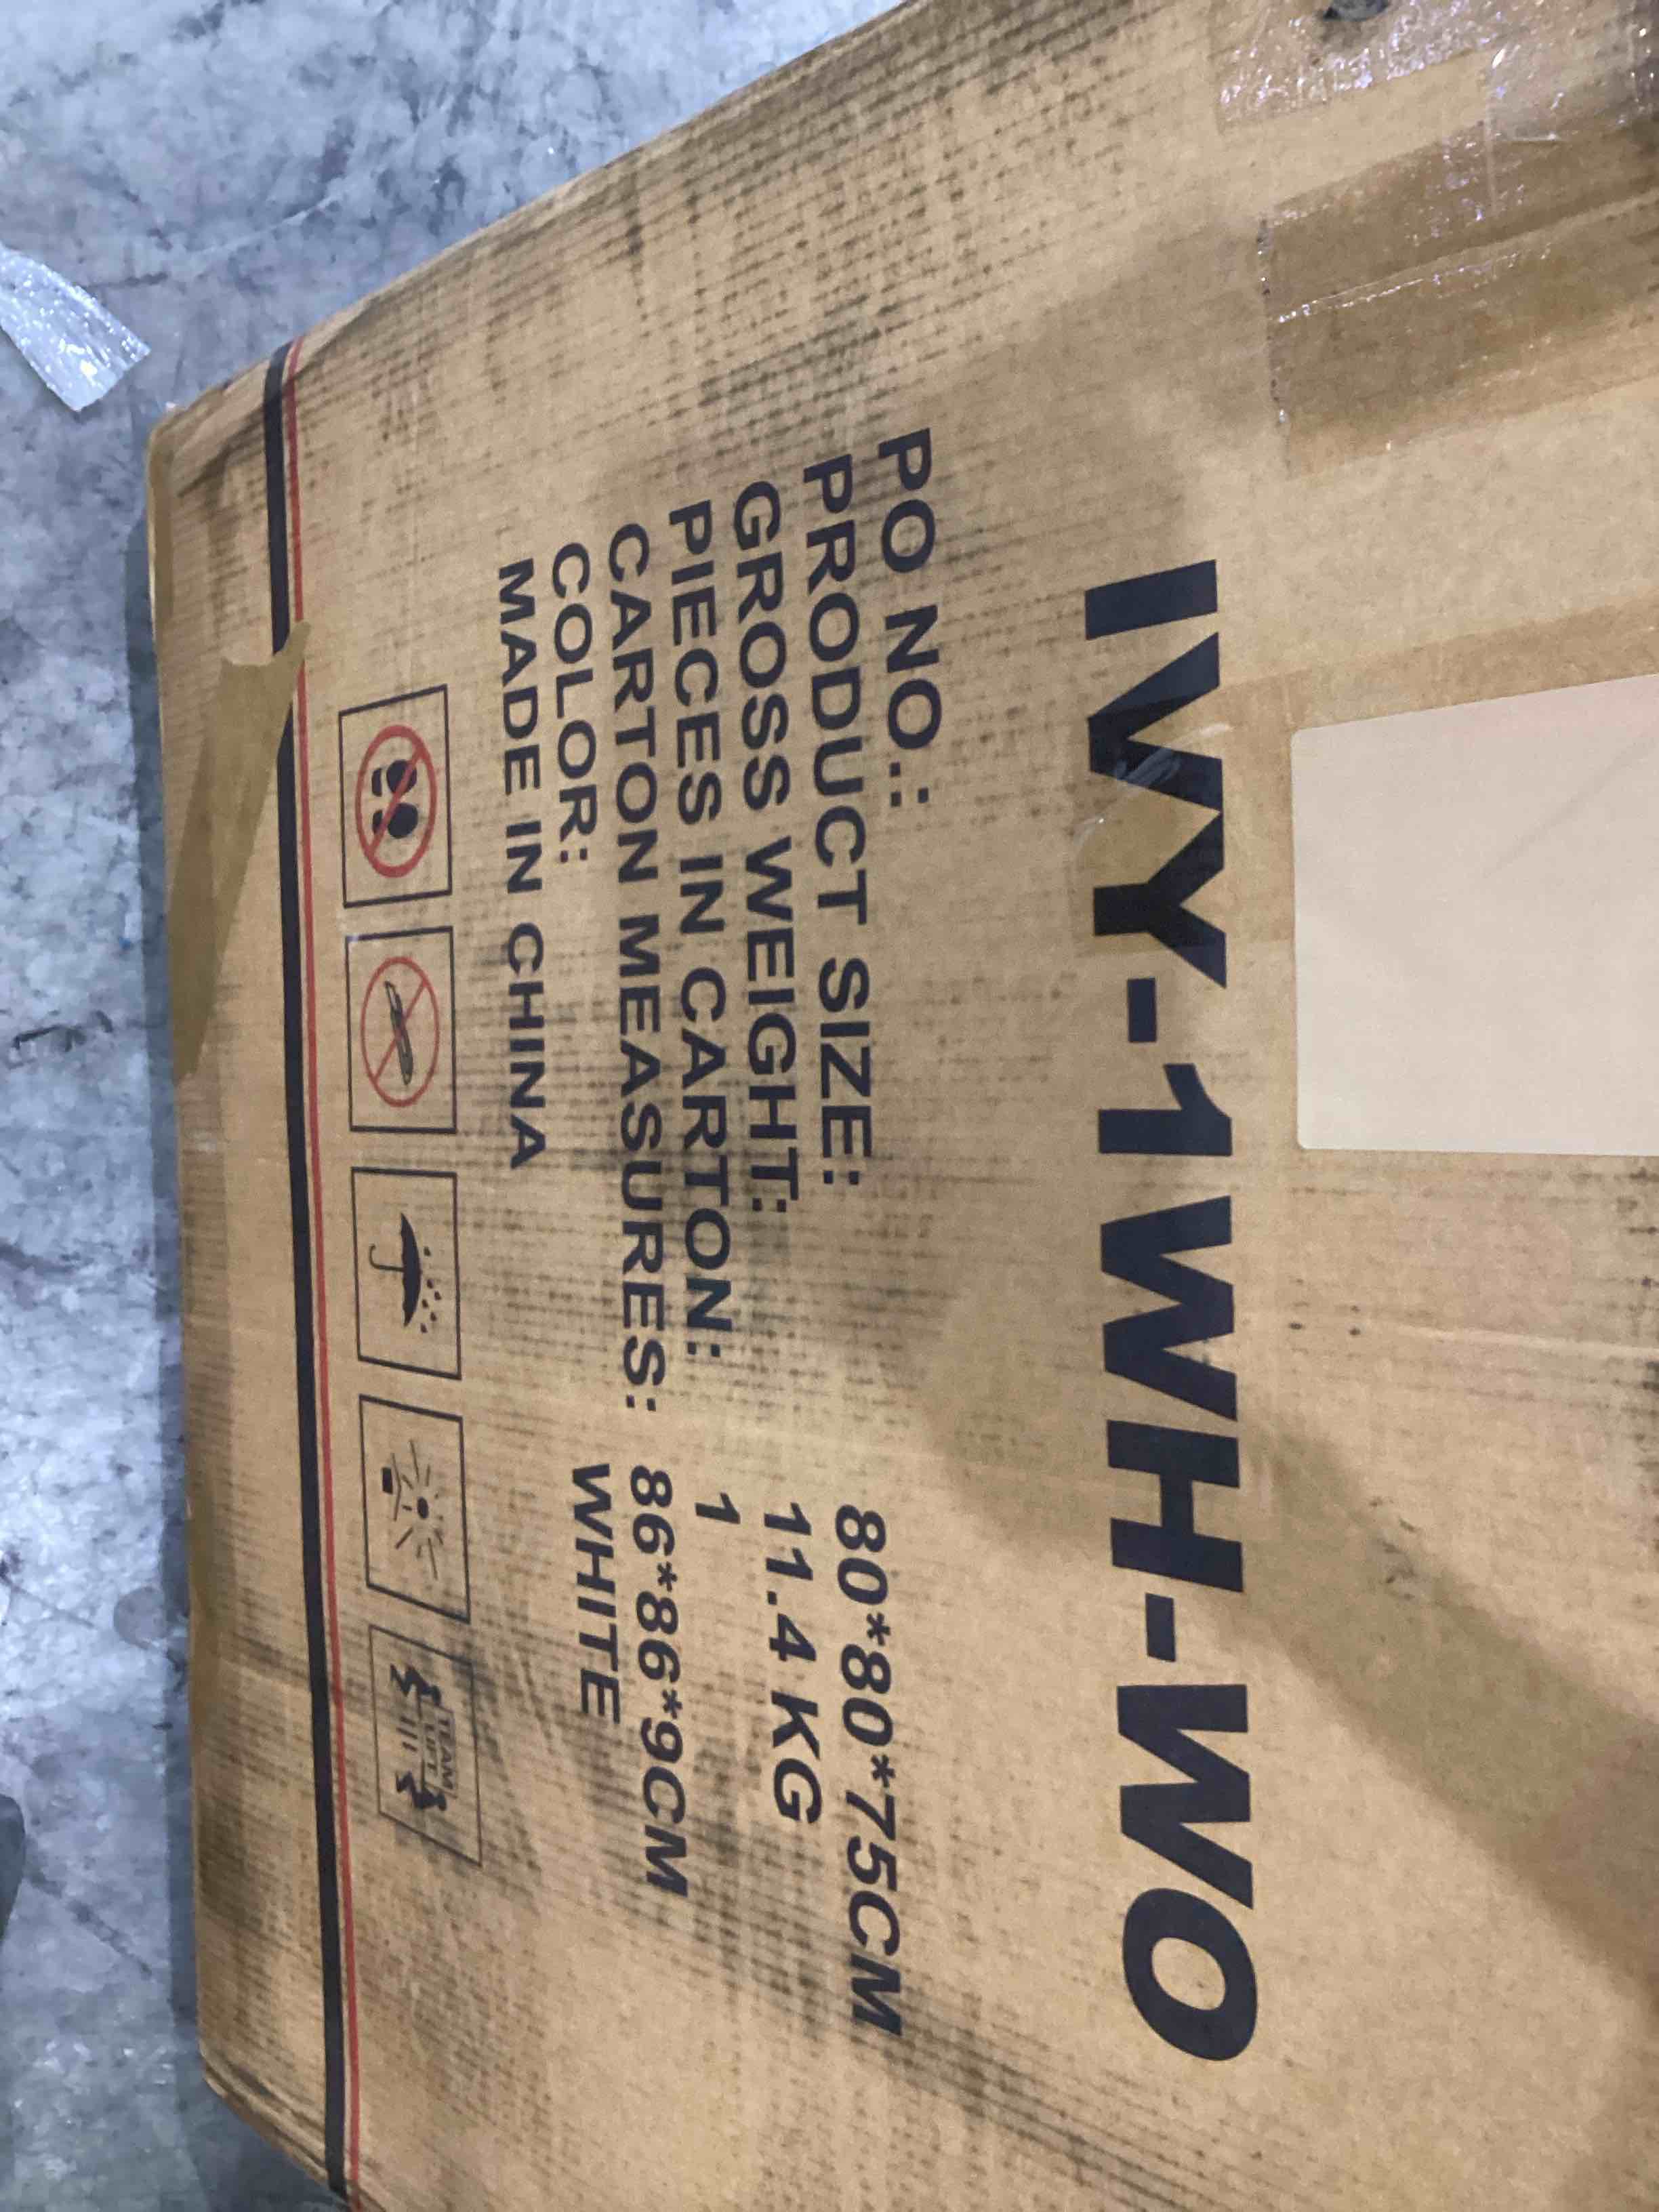 IVY-1WH-WO
PO NO.:
PRODUCT SIZE: 80*80*75CM
GROSS WEIGHT: 11.4 KG
PIECES IN CARTON: 1
CARTON MEASURES: 86*86*9CM
COLOR: WHITE
MADE IN CHINA
TEAM
LIFT